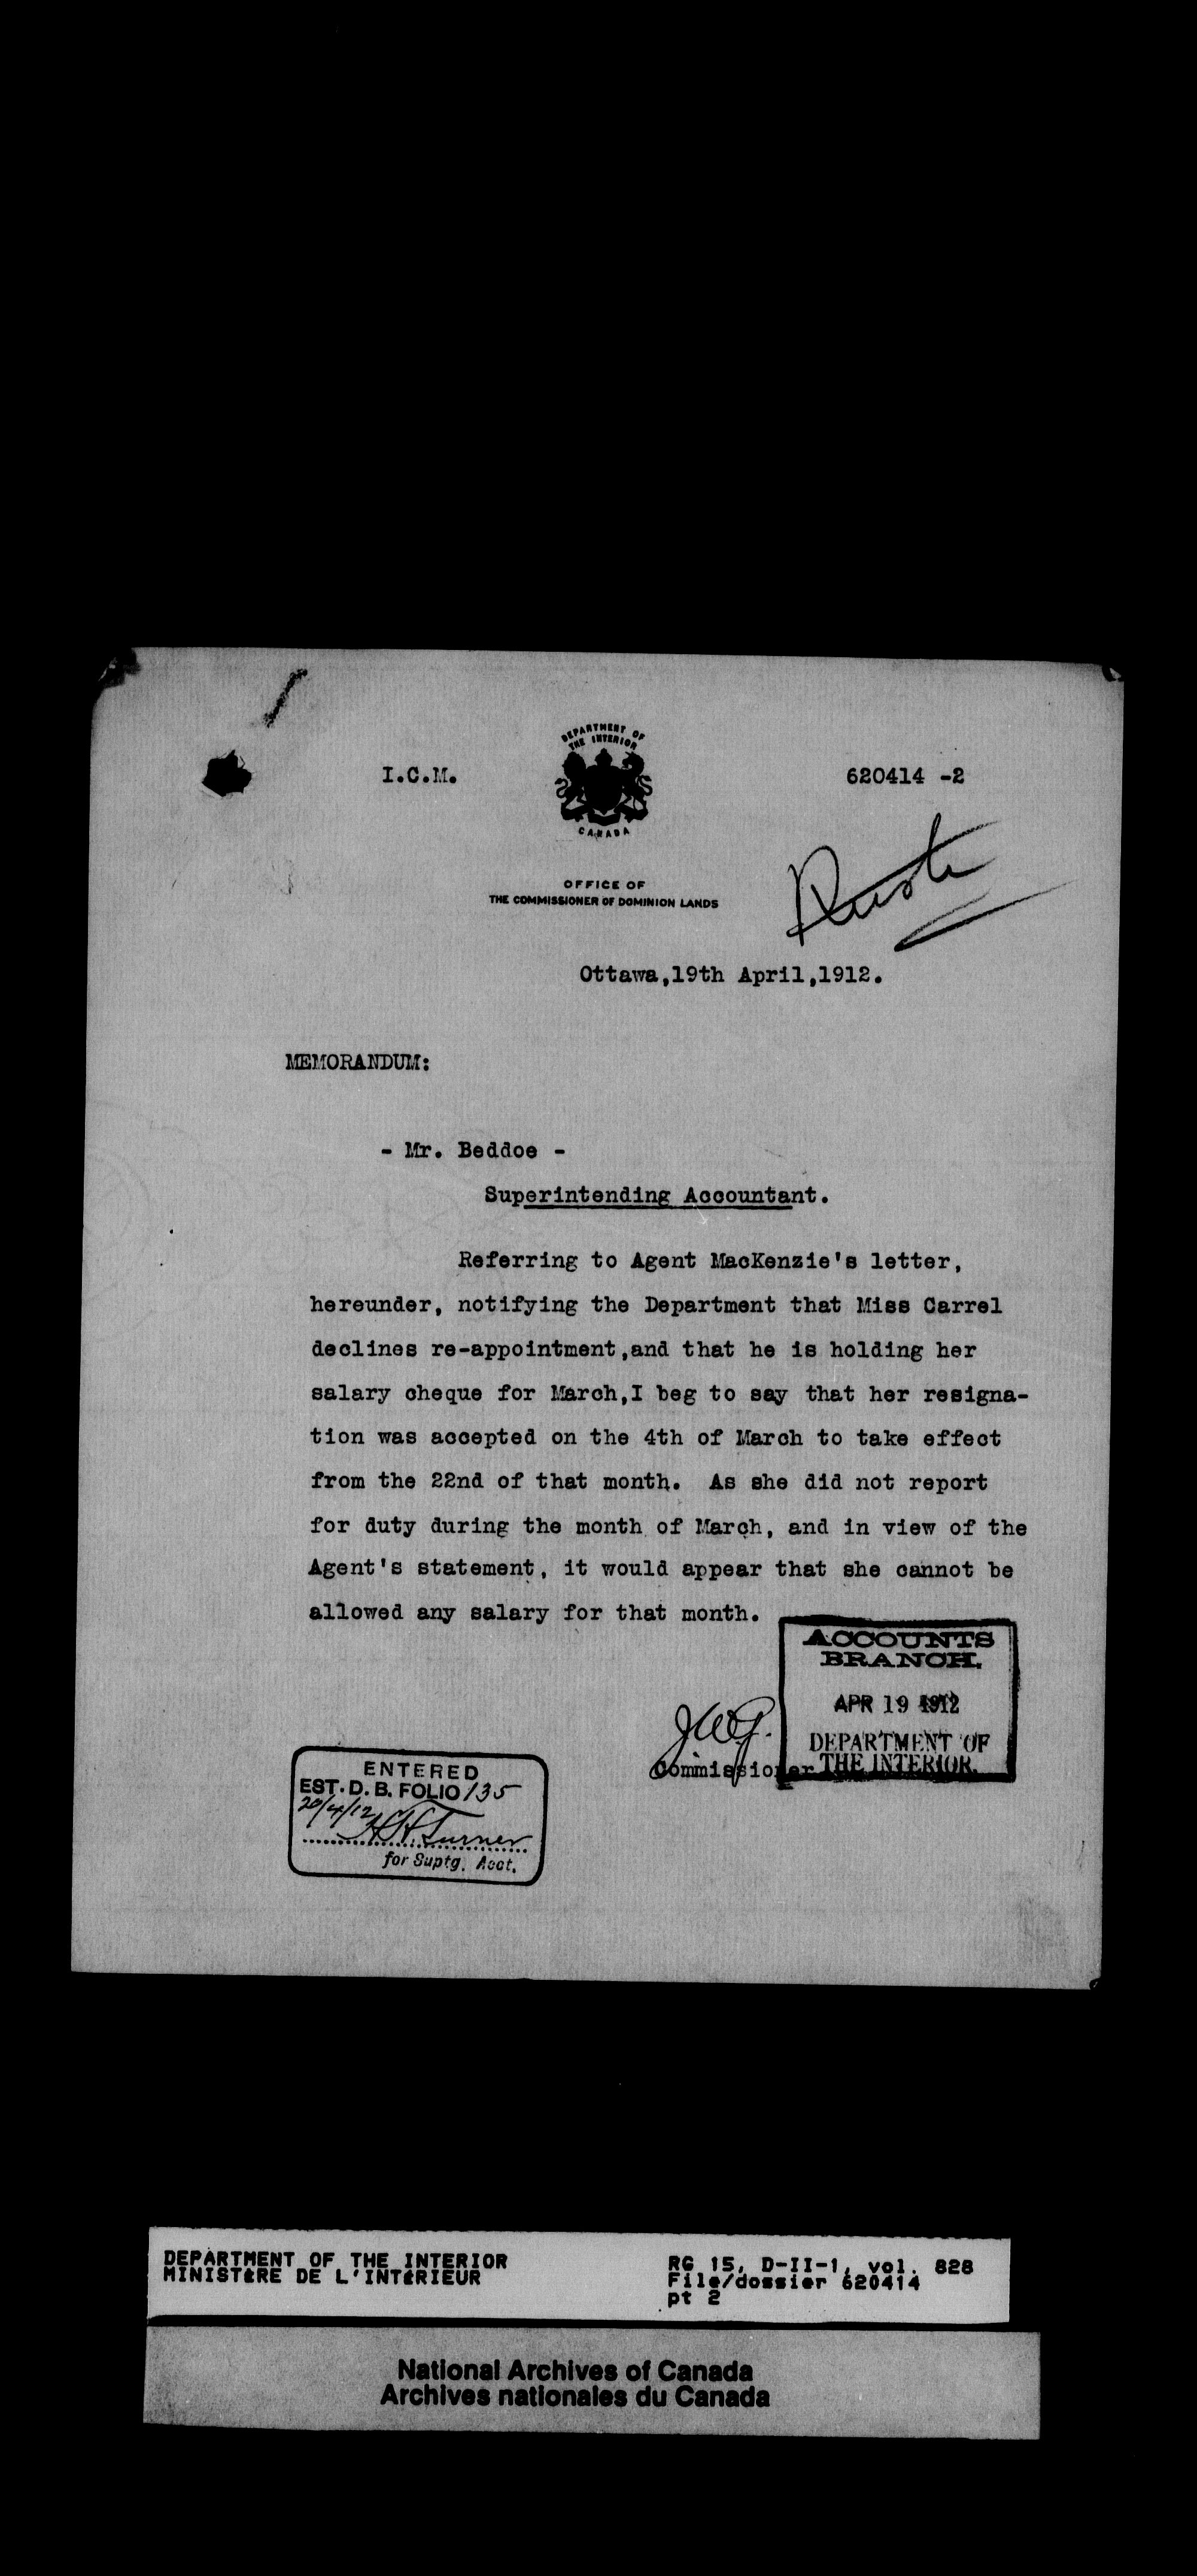 DEPARTMENT OF
THE INTERIOR
I.C.M.
620414 -2
CANADA
Rush
OFFICE OF
THE COMMISSIONER OF DOMINION LANDS
Ottawa,19th April,1912.
MEMORANDUM:
- Mr. Beddoe -
Superintending Accountant.
Referring to Agent MacKenzie's letter,
hereunder, notifying the Department that Miss Carrel
declines re-appointment,and that he is holding her
salary cheque for March,I beg to say that her resigna-
tion was accepted on the 4th of March to take effect
from the 22nd of that month. As she did not report
for duty during the month of March, and in view of the
Agent's statement, it would appear that she cannot be
allowed any salary for that month.
ACCOUNTS
BRANCH.
APR 19 1912
DEPARTMENT OF
THE INTERIOR.
J.W.G.
Commissioner
ENTERED
EST. D. B. FOLIO 135
20/4/12
H.H. Turner
for Suptg. Acct.
DEPARTMENT OF THE INTERIOR
MINISTÈRE DE L'INTÉRIEUR
RG 15, D-II-1, vol. 828
File/dossier 620414
pt 2
National Archives of Canada
Archives nationales du Canada